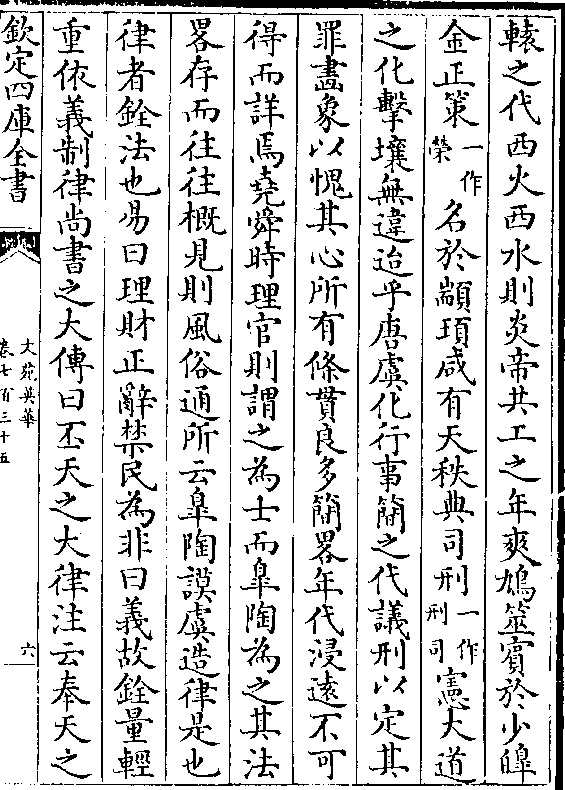 轅之代西火西水則炎帝共工之年爽鳩筮賓於少皥
金正策一作榮名於顓頊咸有天秩典司刑一作刑司憲大道
之化擊壤無違迨乎唐虞化行事簡之代議刑以定其
罪畫象以愧其心所有條貫良多簡畧年代浸遠不可
得而詳焉堯舜時理官則謂之為士而臯陶為之其法
畧存而往往概見則風俗通所云臯陶謨虞造律是也
律者銓法也易曰理財正辭禁民為非曰義故銓量輕
重依義制律尚書之大傳曰丕天之大律注云奉天之
欽定四庫全書
文苑英華
卷七百三十五
六